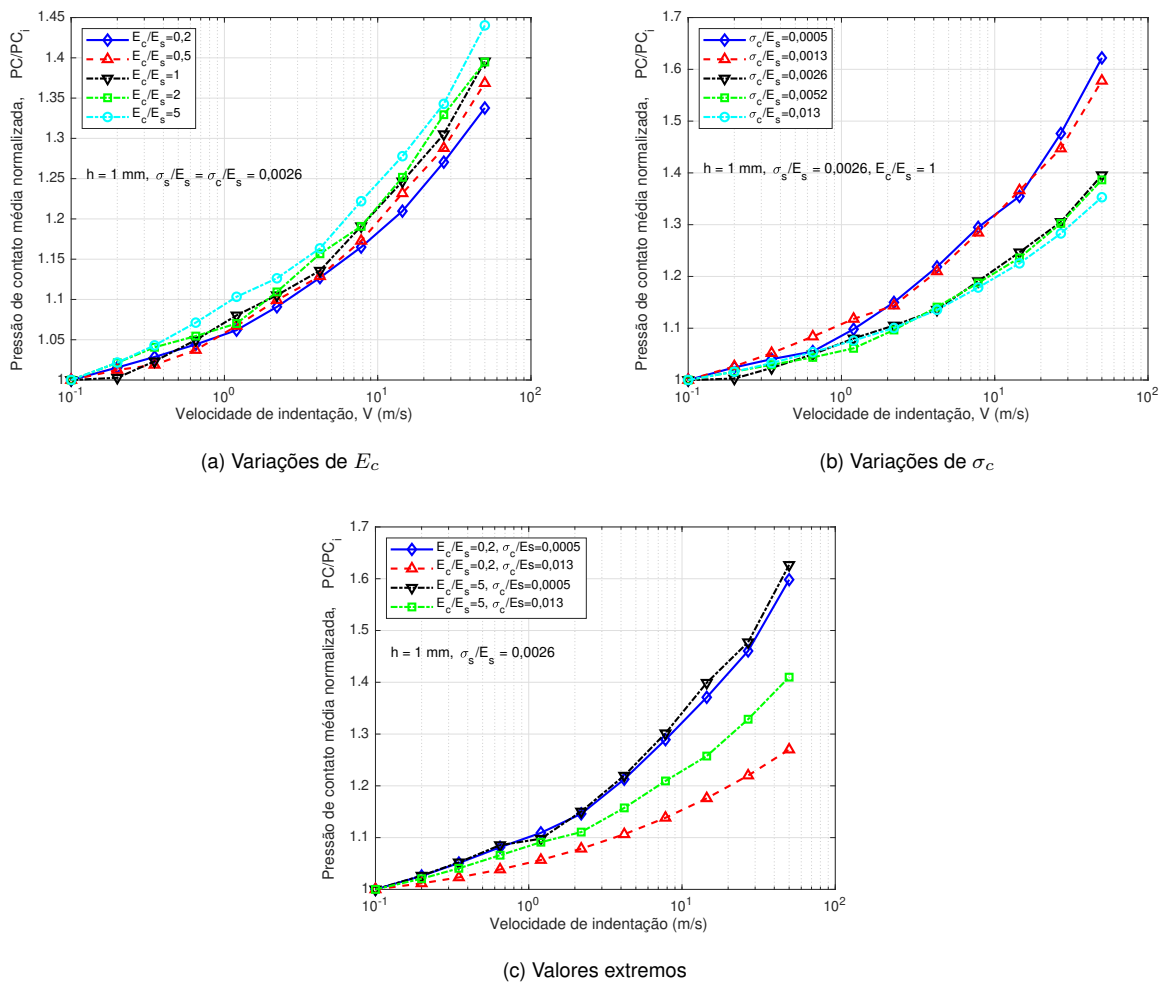 Pressão de contato média normalizada, PC/PC_i
1.45
1.4
1.35
1.3
1.25
1.2
1.15
1.1
1.05
1
E_c/E_s=0,2
E_c/E_s=0,5
E_c/E_s=1
E_c/E_s=2
E_c/E_s=5
h = 1 mm, σ_s/E_s = σ_c/E_s = 0,0026
10^-1 10^0 10^1 10^2
Velocidade de indentação, V (m/s)
(a) Variações de E_c
Pressão de contato média normalizada, PC/PC_i
1.7
1.6
1.5
1.4
1.3
1.2
1.1
1
σ_c/E_s=0,0005
σ_c/E_s=0,0013
σ_c/E_s=0,0026
σ_c/E_s=0,0052
σ_c/E_s=0,013
h = 1 mm, σ_s/E_s = 0,0026, E_c/E_s = 1
10^-1 10^0 10^1 10^2
Velocidade de indentação, V (m/s)
(b) Variações de σ_c
Pressão de contato média normalizada, PC/PC_i
1.7
1.6
1.5
1.4
1.3
1.2
1.1
1
E_c/E_s=0,2, σ_c/Es=0,0005
E_c/E_s=0,2, σ_c/Es=0,013
E_c/E_s=5, σ_c/Es=0,0005
E_c/E_s=5, σ_c/Es=0,013
h = 1 mm, σ_s/E_s = 0,0026
10^-1 10^0 10^1 10^2
Velocidade de indentação (m/s)
(c) Valores extremos